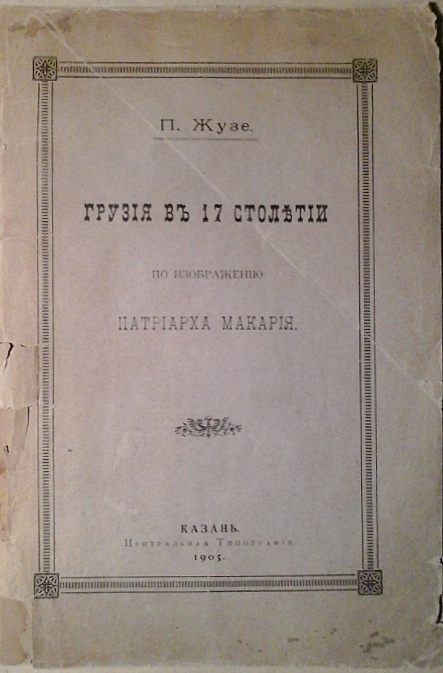 П. Жузе.
ГРУЗІЯ ВЪ 17 СТОЛѢТІИ
ПО ИЗОБРАЖЕНІЮ
ПАТРІАРХА МАКАРІЯ.
КАЗАНЬ.
Центральная Типографія.
1905.